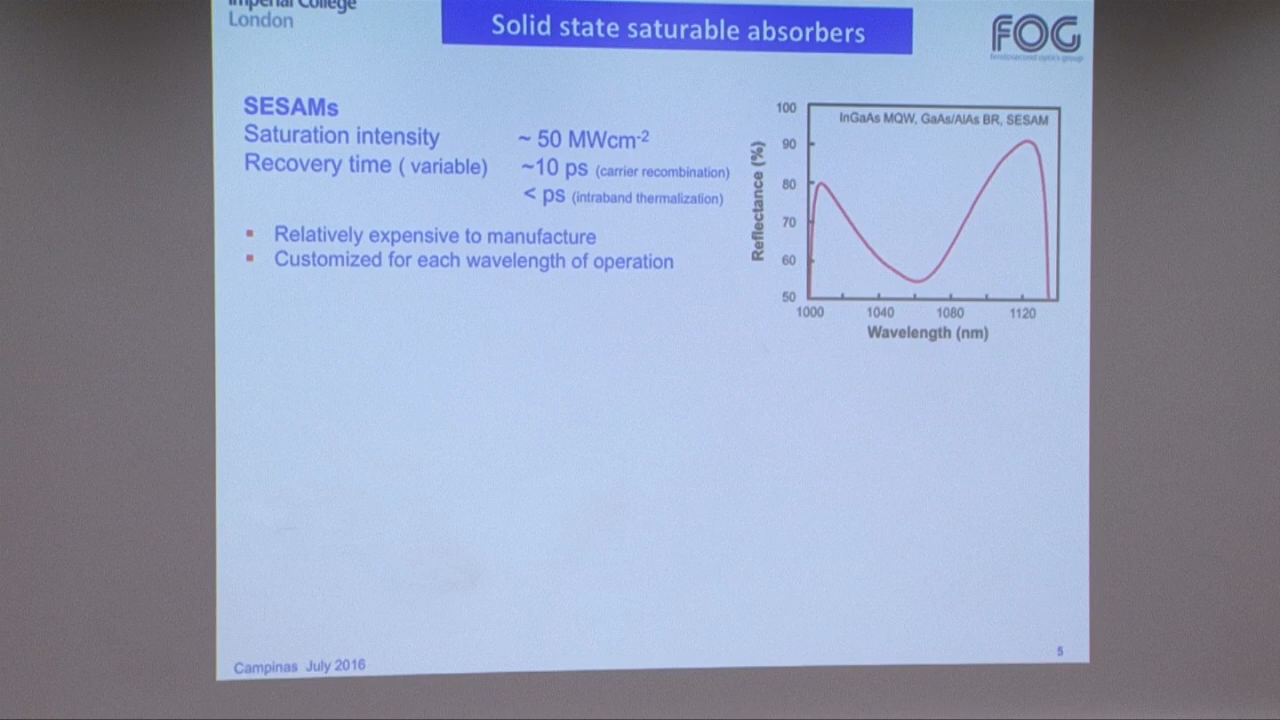 Imperial College
London
Solid state saturable absorbers
FOG
femtosecond optics group
SESAMs
Saturation intensity ~ 50 MWcm-2
Recovery time ( variable) ~10 ps (carrier recombination)
< ps (intraband thermalization)
▪ Relatively expensive to manufacture
▪ Customized for each wavelength of operation
InGaAs MQW, GaAs/AlAs BR, SESAM
Reflectance (%)
100
90
80
70
60
50
1000 1040 1080 1120
Wavelength (nm)
Campinas July 2016
5